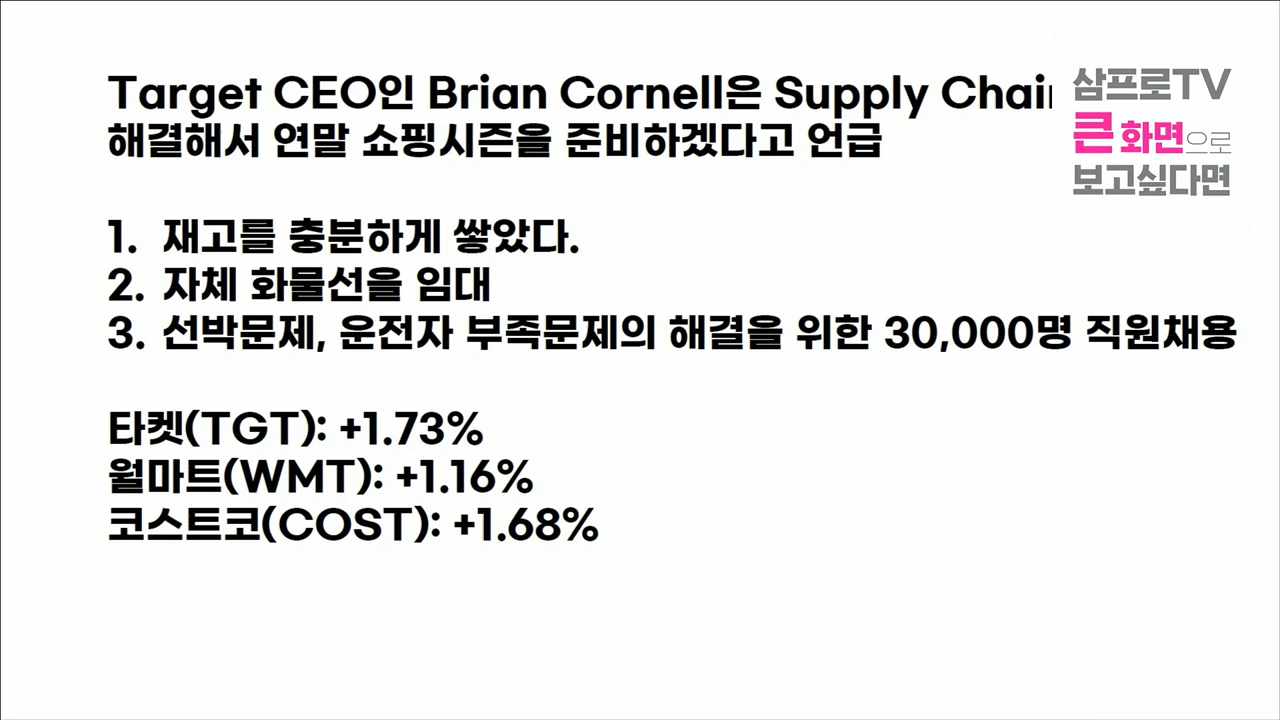 Target CEO인 Brian Cornell은 Supply
해결해서 연말 쇼핑시즌을 준비하겠다고 언급
1. 재고를 충분하게 쌓았다.
2. 자체 화물선을 임대
3. 선박문제, 운전자 부족문제의 해결을 위한 30,000명 직원채용
타켓(TGT): +1.73%
월마트(WMT): +1.16%
코스트코(COST): +1.68%
삼프로TV
큰 화면으로
보고싶다면